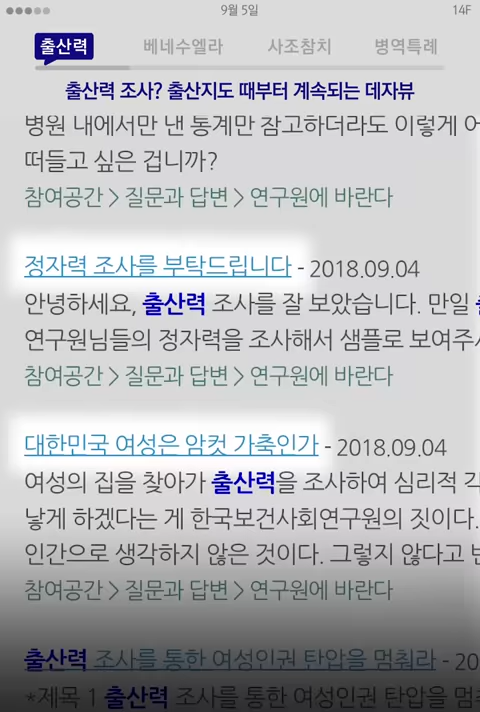 9월 5일
14F
출산력
베네수엘라
사조참치
병역특례
출산력 조사? 출산지도 때부터 계속되는 데자뷰
병원 내에서만 낸 통계만 참고하더라도 이렇게
떠들고 싶은 겁니까?
참여공간 > 질문과 답변 > 연구원에 바란다
정자력 조사를 부탁드립니다 - 2018.09.04
안녕하세요, 출산력 조사를 잘 보았습니다. 만일
연구원님들의 정자력을 조사해서 샘플로 보여주
참여공간 > 질문과 답변 > 연구원에 바란다
대한민국 여성은 암컷 가축인가 - 2018.09.04
여성의 집을 찾아가 출산력을 조사하여 심리적
낳게 하겠다는 게 한국보건사회연구원의 짓이다.
인간으로 생각하지 않은 것이다. 그렇지 않다고
참여공간 > 질문과 답변 > 연구원에 바란다
출산력 조사를 통한 여성인권 탄압을 멈춰라 - 20
*제목 1 출산력 조사를 통한 여성인권 탄압을 멈